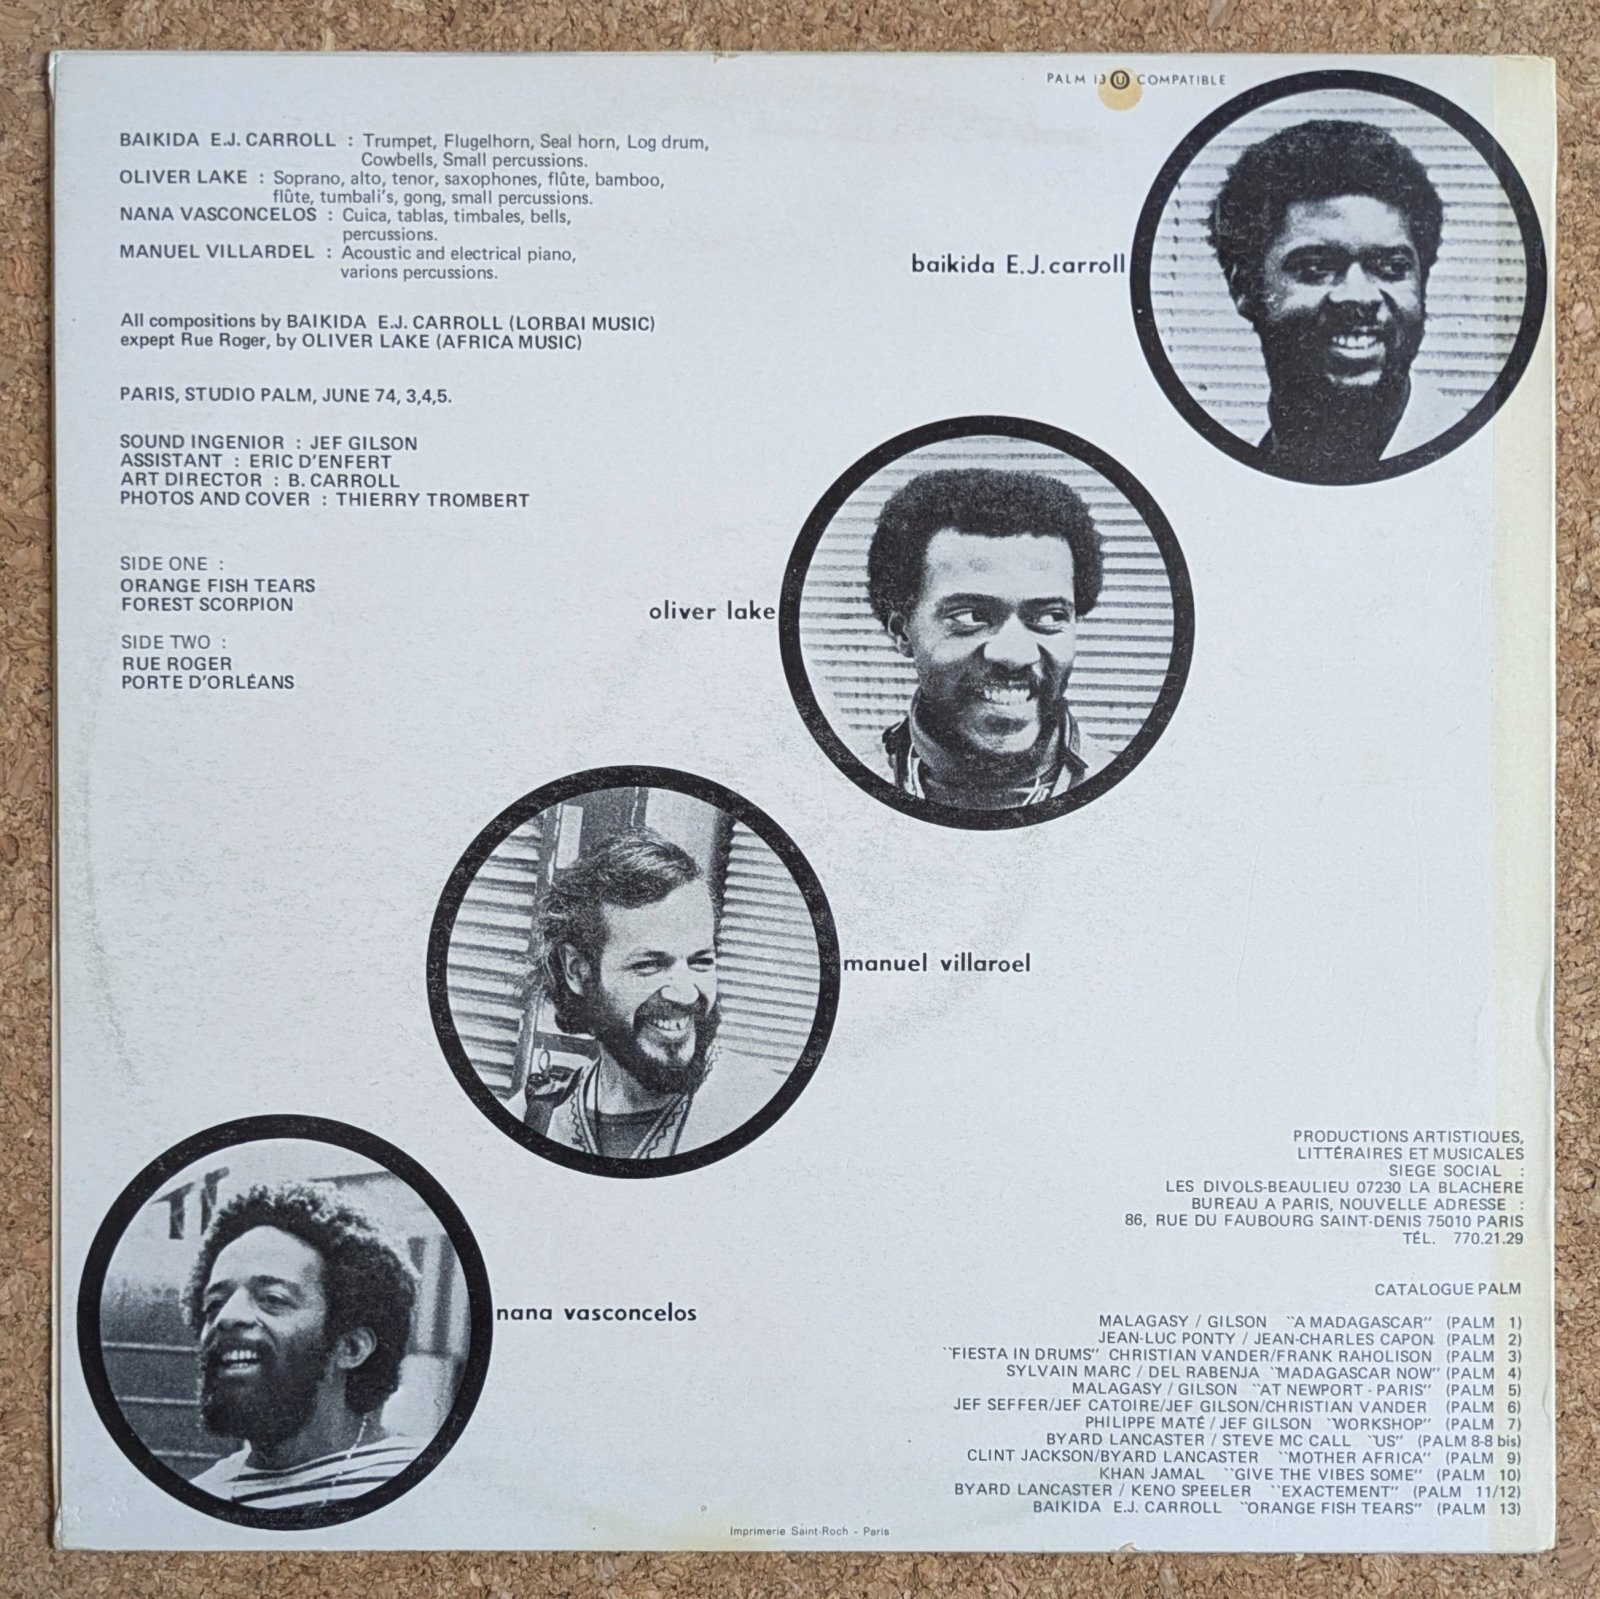 PALM 13 U COMPATIBLE
BAIKIDA E.J. CARROLL : Trumpet, Flugelhorn, Seal horn, Log drum,
Cowbells, Small percussions.
OLIVER LAKE : Soprano, alto, tenor, saxophones, flûte, bamboo,
flûte, tumbali's, gong, small percussions.
NANA VASCONCELOS : Cuica, tablas, timbales, bells,
percussions.
MANUEL VILLARDEL : Acoustic and electrical piano,
varions percussions.
All compositions by BAIKIDA E.J. CARROLL (LORBAI MUSIC)
expept Rue Roger, by OLIVER LAKE (AFRICA MUSIC)
PARIS, STUDIO PALM, JUNE 74, 3,4,5.
SOUND INGENIOR : JEF GILSON
ASSISTANT : ERIC D'ENFERT
ART DIRECTOR : B. CARROLL
PHOTOS AND COVER : THIERRY TROMBERT
SIDE ONE :
ORANGE FISH TEARS
FOREST SCORPION
SIDE TWO :
RUE ROGER
PORTE D'ORLÉANS
baikida E.J. carroll
oliver lake
manuel villaroel
nana vasconcelos
PRODUCTIONS ARTISTIQUES,
LITTÉRAIRES ET MUSICALES
SIEGE SOCIAL :
LES DIVOLS-BEAULIEU 07230 LA BLACHERE
BUREAU A PARIS, NOUVELLE ADRESSE :
86, RUE DU FAUBOURG SAINT-DENIS 75010 PARIS
TÉL. 770.21.29
CATALOGUE PALM
MALAGASY / GILSON "A MADAGASCAR" (PALM 1)
JEAN-LUC PONTY / JEAN-CHARLES CAPON (PALM 2)
"FIESTA IN DRUMS" CHRISTIAN VANDER/FRANK RAHOLISON (PALM 3)
SYLVAIN MARC / DEL RABENJA "MADAGASCAR NOW" (PALM 4)
MALAGASY / GILSON "AT NEWPORT - PARIS" (PALM 5)
JEF SEFFER/JEF CATOIRE/JEF GILSON/CHRISTIAN VANDER (PALM 6)
PHILIPPE MATÉ / JEF GILSON "WORKSHOP" (PALM 7)
BYARD LANCASTER / STEVE MC CALL "US" (PALM 8-8 bis)
CLINT JACKSON/BYARD LANCASTER "MOTHER AFRICA" (PALM 9)
KHAN JAMAL "GIVE THE VIBES SOME" (PALM 10)
BYARD LANCASTER / KENO SPEELER "EXACTEMENT" (PALM 11/12)
BAIKIDA E.J. CARROLL "ORANGE FISH TEARS" (PALM 13)
Imprimerie Saint-Roch - Paris